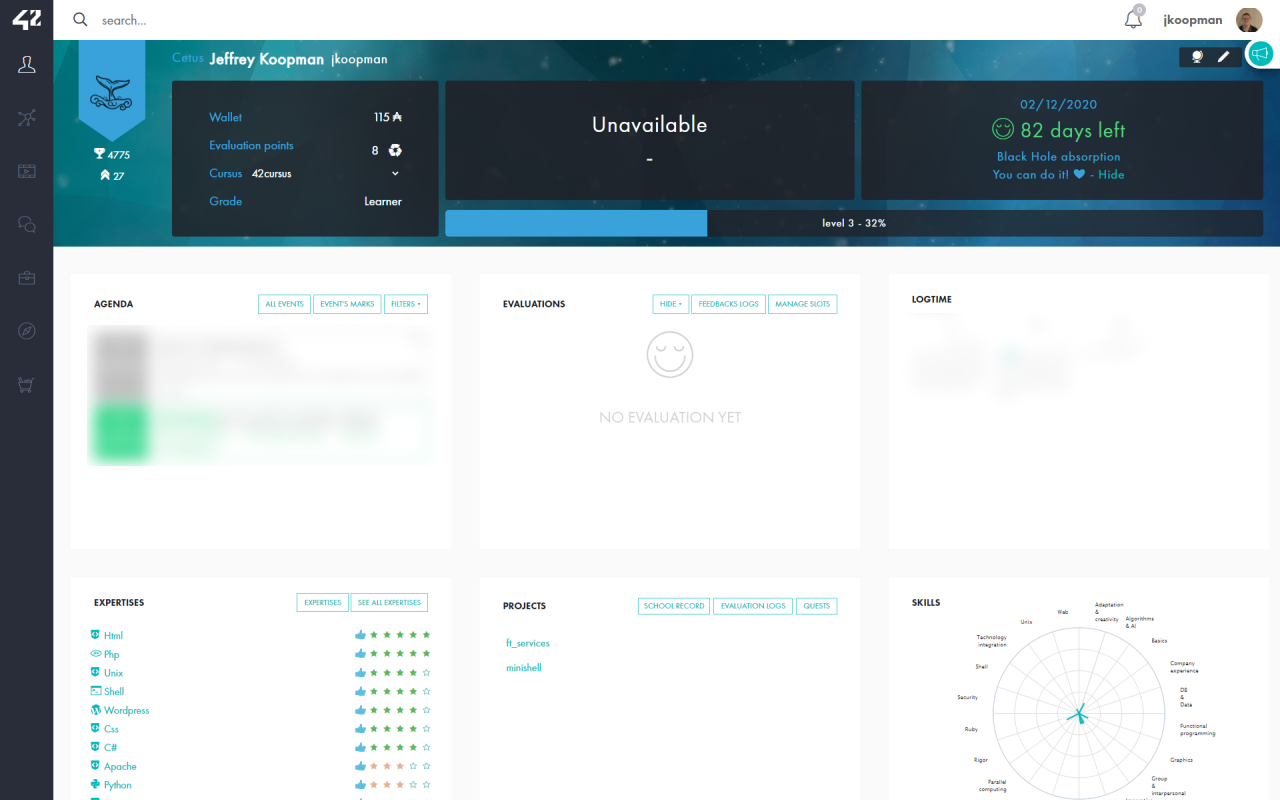 42
search...
0
jkoopman
Cetus Jeffrey Koopman jkoopman
4775
27
Wallet 115
Evaluation points 8
Cursus 42cursus
Grade Learner
Unavailable
-
02/12/2020
82 days left
Black Hole absorption
You can do it! - Hide
level 3 - 32%
AGENDA
ALL EVENTS EVENT'S MARKS FILTERS
EVALUATIONS
HIDE FEEDBACKS LOGS MANAGE SLOTS
NO EVALUATION YET
LOGTIME
EXPERTISES
EXPERTISES SEE ALL EXPERTISES
Html
Php
Unix
Shell
Wordpress
Css
C#
Apache
Python
PROJECTS
SCHOOL RECORD EVALUATION LOGS QUESTS
ft_services
minishell
SKILLS
Web
Adaptation
&
creativity
Algorithms
& AI
Unix
Basics
Technology
integration
Company
experience
Shell
DB
&
Data
Security
Functional
programming
Ruby
Rigor
Graphics
Parallel
computing
Group
&
interpersonal